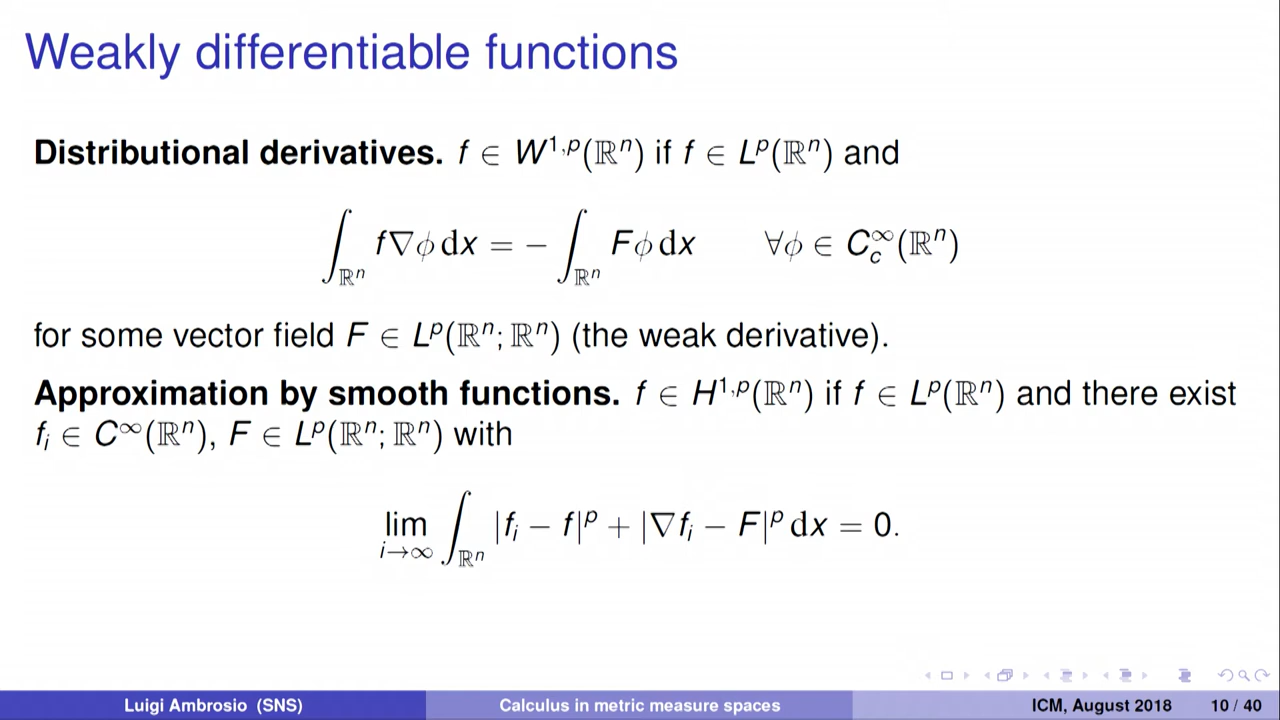 Weakly differentiable functions
Distributional derivatives. f ∈ W^{1,p}(ℝⁿ) if f ∈ L^p(ℝⁿ) and
∫_{ℝⁿ} f∇ϕ dx = − ∫_{ℝⁿ} Fϕ dx ∀ϕ ∈ C_c^∞(ℝⁿ)
for some vector field F ∈ L^p(ℝⁿ; ℝⁿ) (the weak derivative).
Approximation by smooth functions. f ∈ H^{1,p}(ℝⁿ) if f ∈ L^p(ℝⁿ) and there exist
f_i ∈ C^∞(ℝⁿ), F ∈ L^p(ℝⁿ; ℝⁿ) with
lim_{i→∞} ∫_{ℝⁿ} |f_i − f|^p + |∇f_i − F|^p dx = 0.
Luigi Ambrosio (SNS) Calculus in metric measure spaces ICM, August 2018 10 / 40